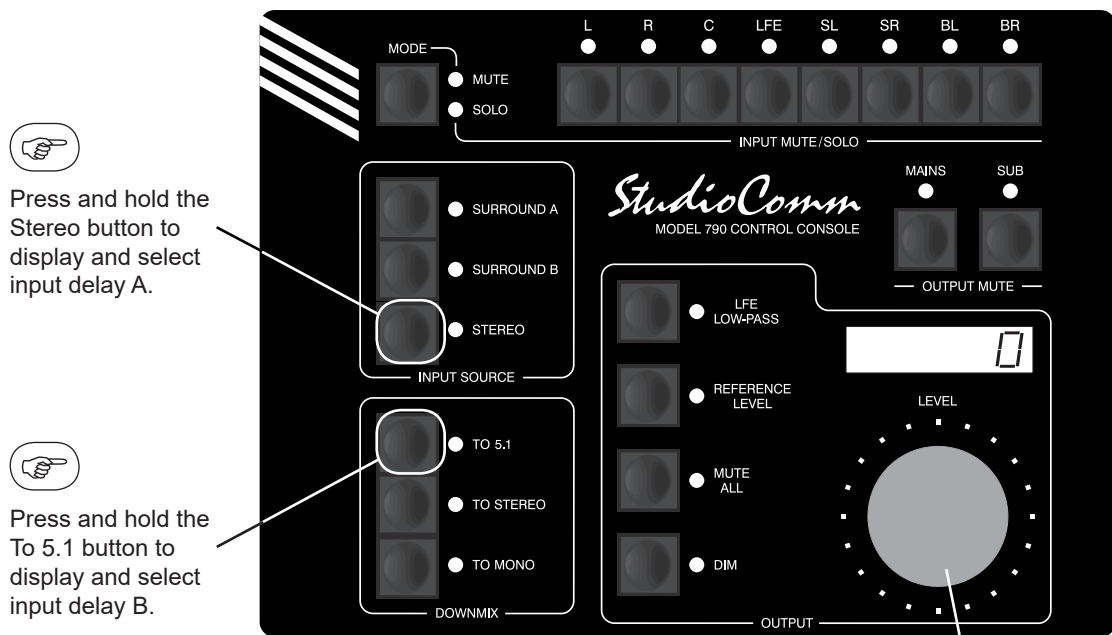 L R C LFE SL SR BL BR
MODE
MUTE
SOLO
INPUT MUTE/SOLO
Press and hold the
Stereo button to
display and select
input delay A.
SURROUND A
SURROUND B
STEREO
INPUT SOURCE
StudioComm
MODEL 790 CONTROL CONSOLE
MAINS SUB
OUTPUT MUTE
LFE
LOW-PASS
REFERENCE
LEVEL
MUTE
ALL
DIM
0
LEVEL
OUTPUT
Press and hold the
To 5.1 button to
display and select
input delay B.
TO 5.1
TO STEREO
TO MONO
DOWNMIX